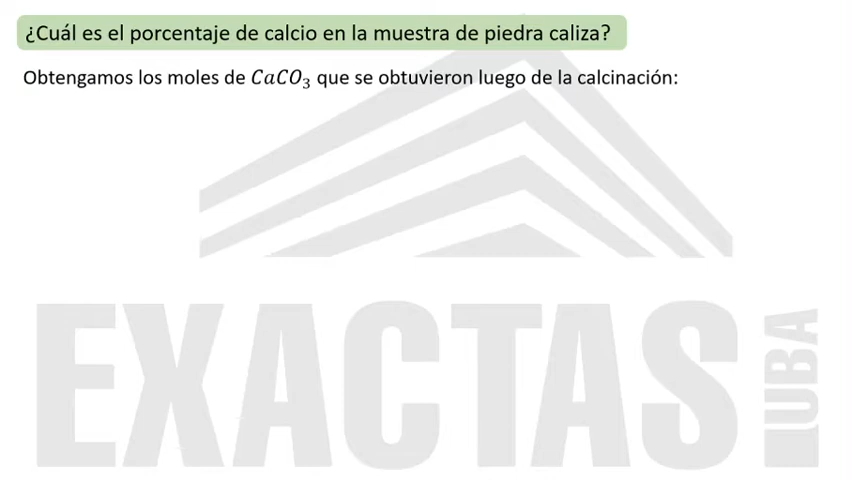 ¿Cuál es el porcentaje de calcio en la muestra de piedra caliza?
Obtengamos los moles de CaCO₃ que se obtuvieron luego de la calcinación:
EXACTAS
UBA